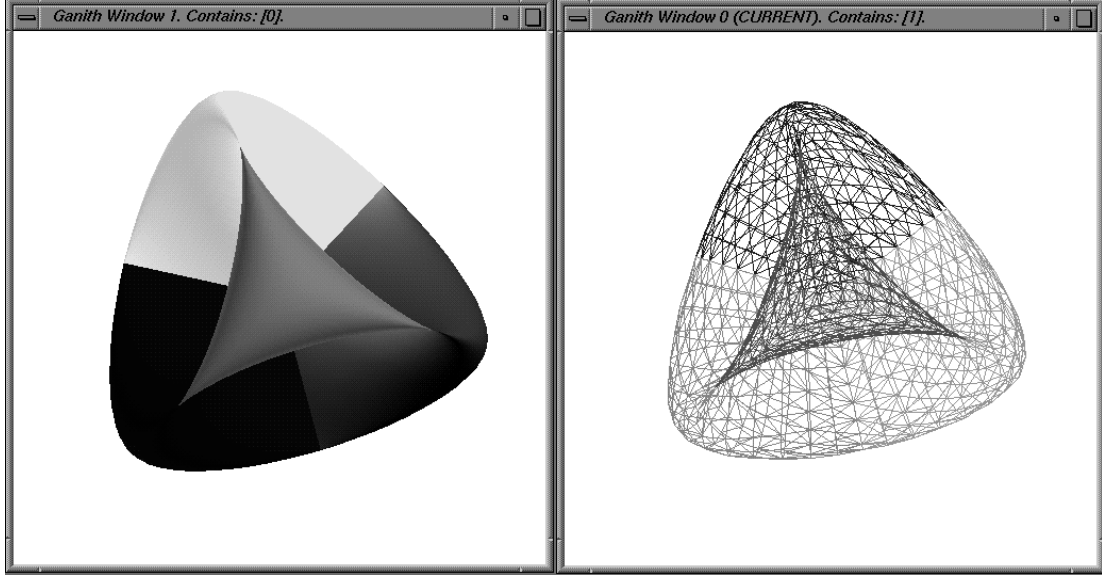 Ganith Window 1. Contains: [0].
Ganith Window 0 (CURRENT). Contains: [1].